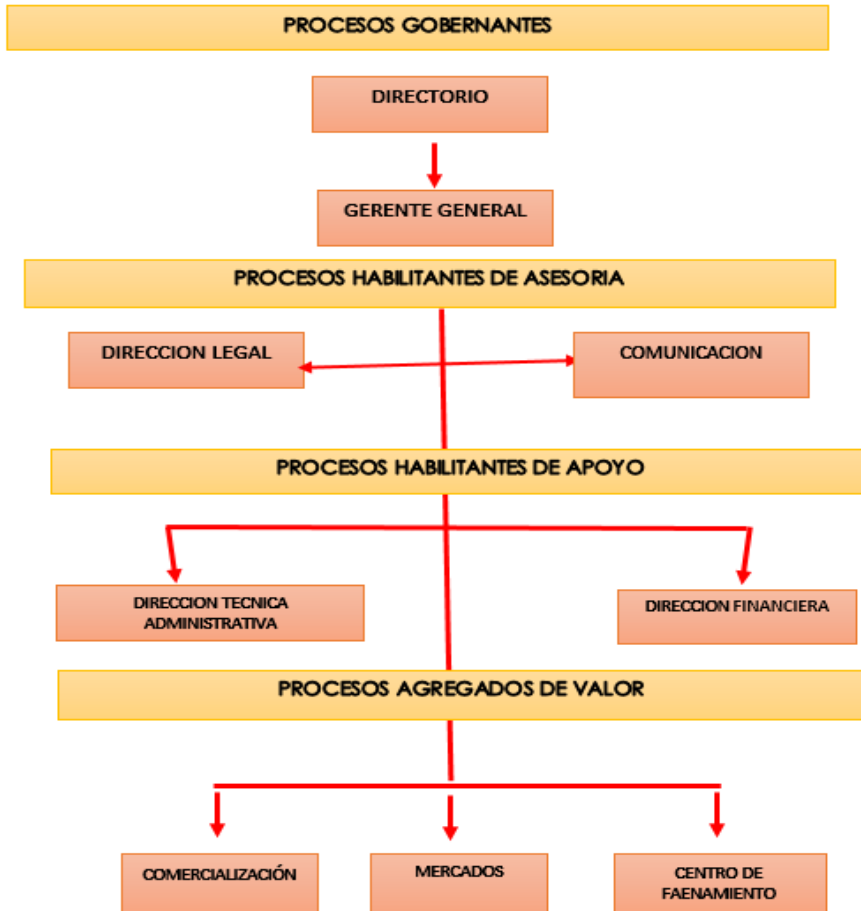 PROCESOS GOBERNANTES
DIRECTORIO
GERENTE GENERAL
PROCESOS HABILITANTES DE ASESORIA
DIRECCION LEGAL
COMUNICACION
PROCESOS HABILITANTES DE APOYO
DIRECCION TECNICA
ADMINISTRATIVA
DIRECCION FINANCIERA
PROCESOS AGREGADOS DE VALOR
COMERCIALIZACIÓN
MERCADOS
CENTRO DE
FAENAMIENTO